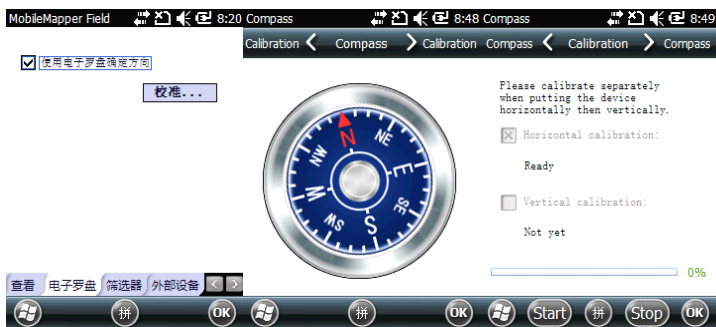 MobileMapper Field 8:20
使用电子罗盘确定方向
校准...
查看 电子罗盘 筛选器 外部设备
拼 OK
Compass 8:48
Calibration Compass Calibration
N
NE
E
SE
S
SW
W
NW
拼 OK
Compass 8:49
Compass Calibration Compass
Please calibrate separately
when putting the device
horizontally then vertically.
Horizontal calibration:
Ready
Vertical calibration:
Not yet
0%
Start 拼 Stop OK